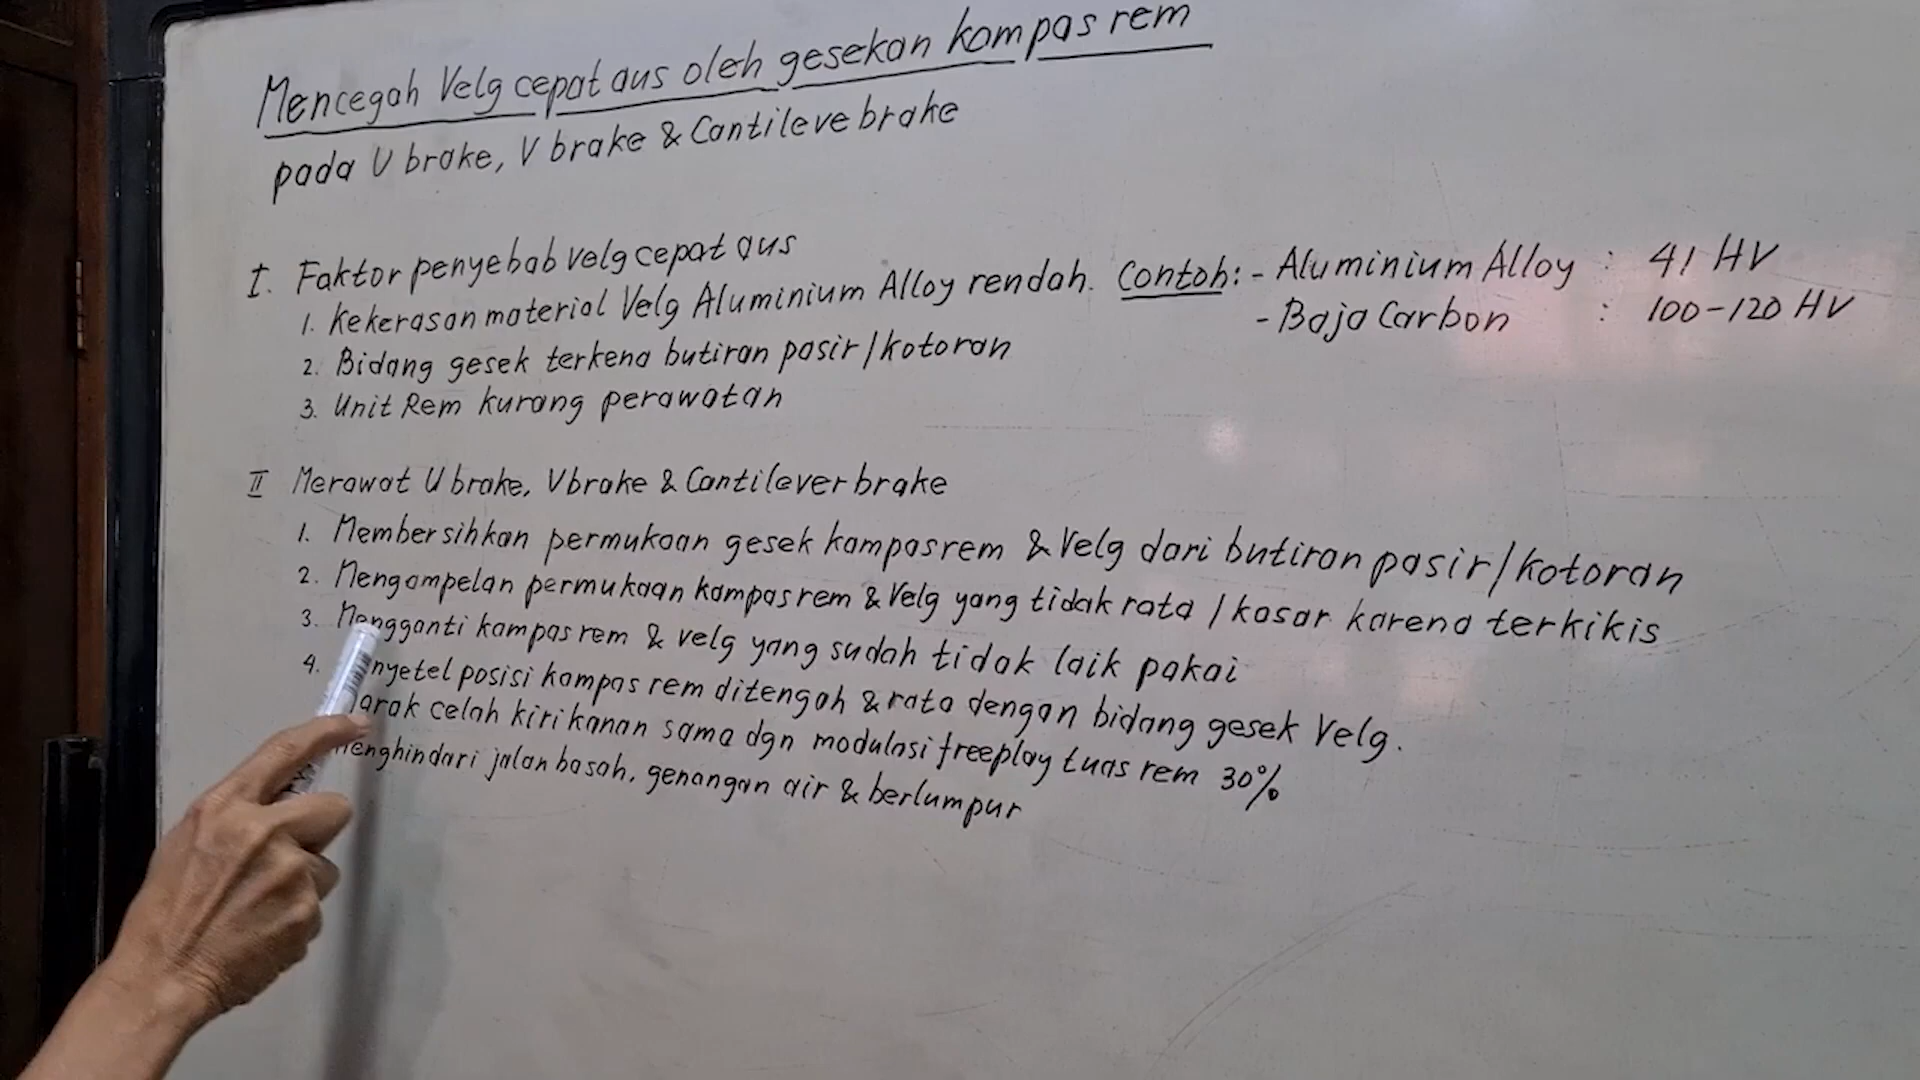 Mencegah Velg cepat aus oleh gesekan kampas rem
pada U brake, V brake & Cantileve brake
I. Faktor penyebab velg cepat aus
1. Kekerasan material Velg Aluminium Alloy rendah. Contoh: - Aluminium Alloy : 41 HV
- Baja Carbon : 100-120 HV
2. Bidang gesek terkena butiran pasir/kotoran
3. Unit Rem kurang perawatan
II Merawat U brake, V brake & Cantilever brake
1. Membersihkan permukaan gesek kampas rem & Velg dari butiran pasir/kotoran
2. Mengampelan permukaan kampas rem & Velg yang tidak rata / kasar karena terkikis
3. Mengganti kampas rem & velg yang sudah tidak laik pakai
4. nyetel posisi kampas rem ditengah & rata dengan bidang gesek Velg.
Jarak celah kiri kanan sama dgn modulasi freeplay tuas rem 30%
Menghindari jalan basah, genangan air & berlumpur